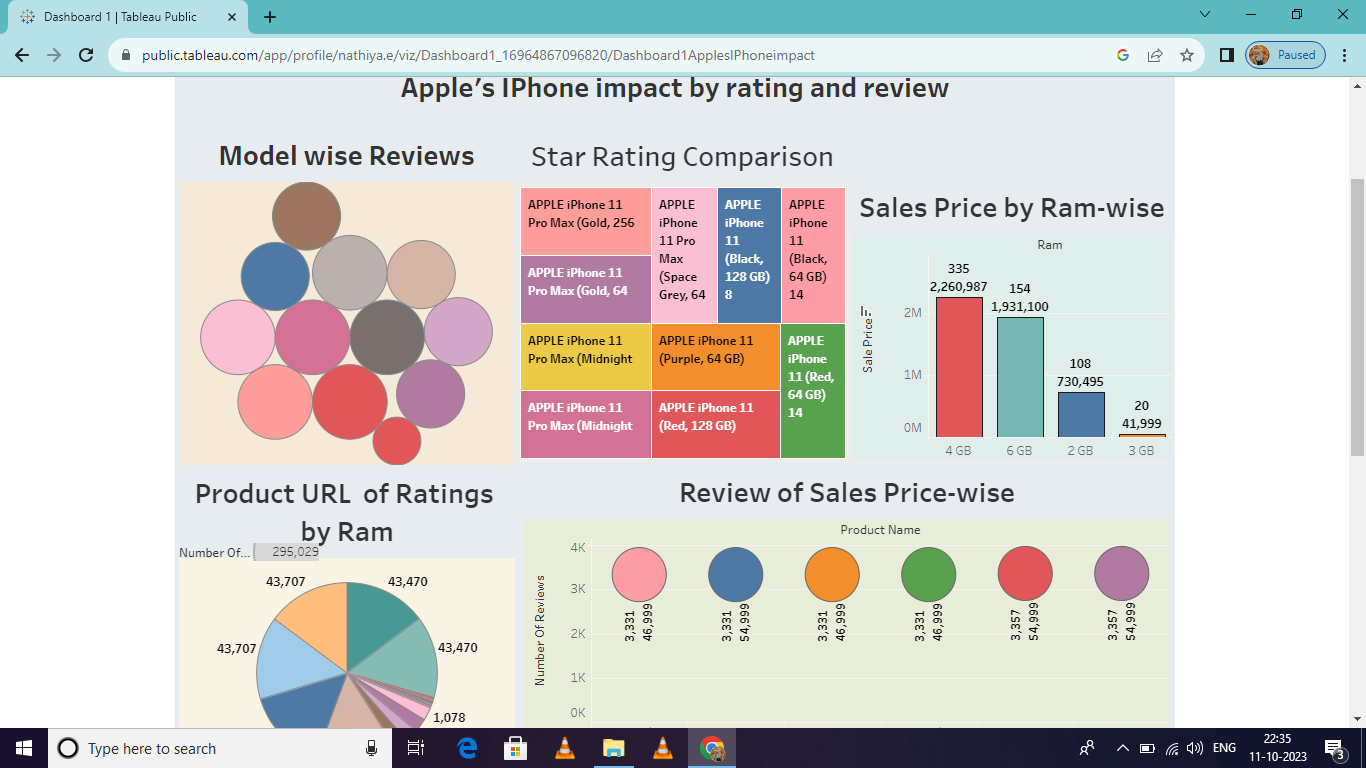 Dashboard 1 | Tableau Public
public.tableau.com/app/profile/nathiya.e/viz/Dashboard1_16964867096820/Dashboard1ApplesIPhoneimpact
Paused
Apple's IPhone impact by rating and review
Model wise Reviews
Star Rating Comparison
APPLE iPhone 11
Pro Max (Gold, 256
APPLE iPhone 11
Pro Max (Gold, 64
APPLE iPhone 11
Pro Max (Midnight
APPLE iPhone 11
Pro Max (Midnight
APPLE
iPhone
11 Pro
Max
(Space
Grey, 64
APPLE
iPhone
11
(Black,
128 GB)
8
APPLE
iPhone
11
(Black,
64 GB)
14
APPLE iPhone 11
(Purple, 64 GB)
APPLE iPhone 11
(Red, 128 GB)
APPLE
iPhone
11 (Red,
64 GB)
14
Sales Price by Ram-wise
Ram
Sale Price
2M
1M
0M
335
2,260,987
154
1,931,100
108
730,495
20
41,999
4 GB
6 GB
2 GB
3 GB
Product URL of Ratings
by Ram
Number Of...
295,029
43,707
43,470
43,707
43,470
1,078
Review of Sales Price-wise
Product Name
Number Of Reviews
4K
3K
2K
1K
0K
3,331
46,999
3,331
54,999
3,331
46,999
3,331
46,999
3,357
54,999
3,357
54,999
Type here to search
ENG
22:35
11-10-2023
3